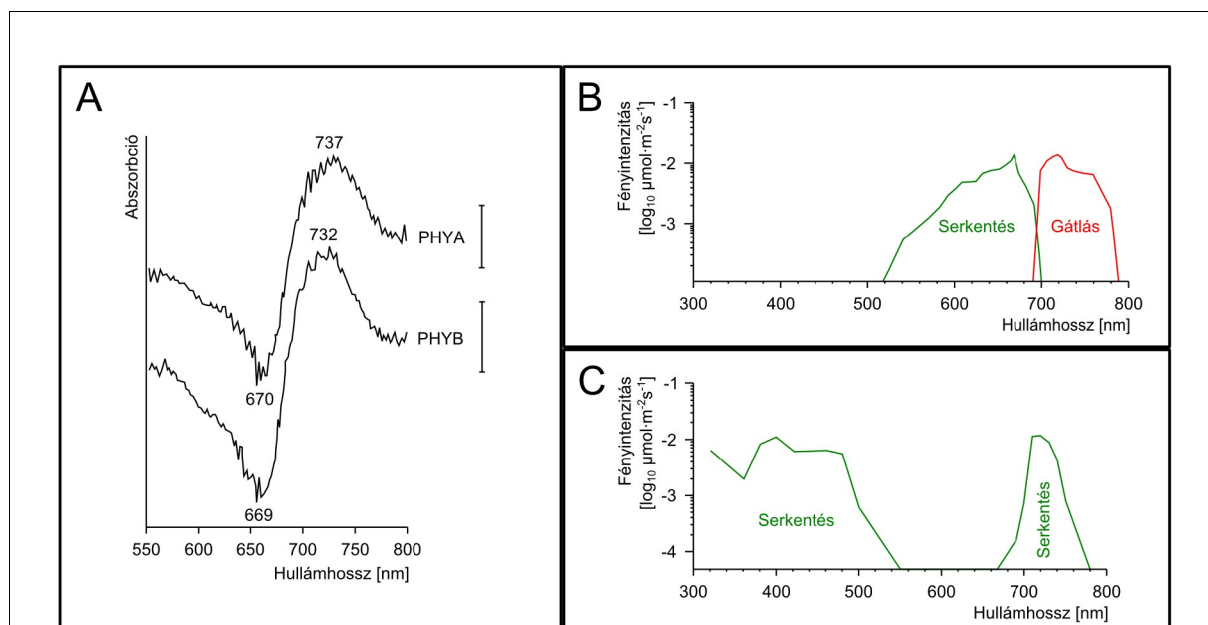 A
Abszorbció
737
PHYA
732
PHYB
670
669
550 600 650 700 750 800
Hullámhossz [nm]
B
Fényintenzitás
[log₁₀ µmol·m⁻²s⁻¹]
-1
-2
-3
Serkentés
Gátlás
300 400 500 600 700 800
Hullámhossz [nm]
C
Fényintenzitás
[log₁₀ µmol·m⁻²s⁻¹]
-1
-2
-3
-4
Serkentés
Serkentés
300 400 500 600 700 800
Hullámhossz [nm]